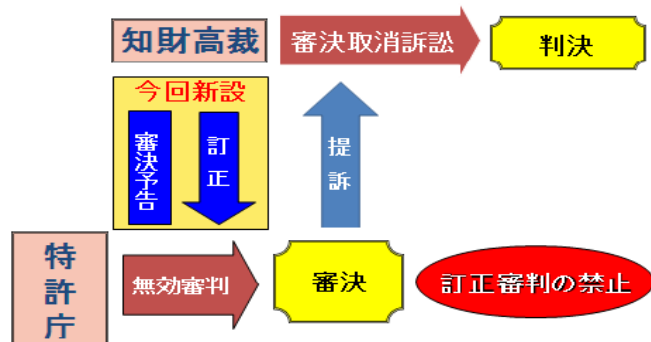 知財高裁
審決取消訴訟
判決
今回新設
審決予告
訂正
提訴
特許庁
無効審判
審決
訂正審判の禁止